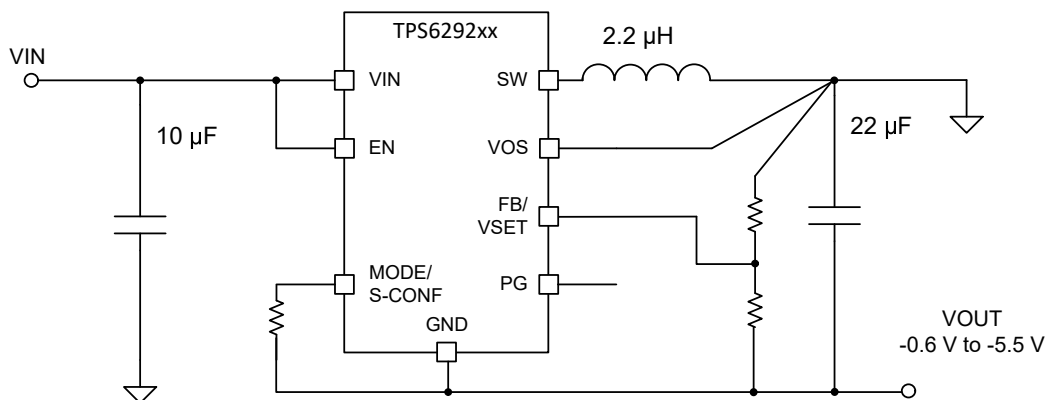 TPS6292xx
2.2 µH
VIN
VIN
SW
10 µF
EN
VOS
22 µF
FB/
VSET
MODE/
S-CONF
PG
GND
VOUT
-0.6 V to -5.5 V